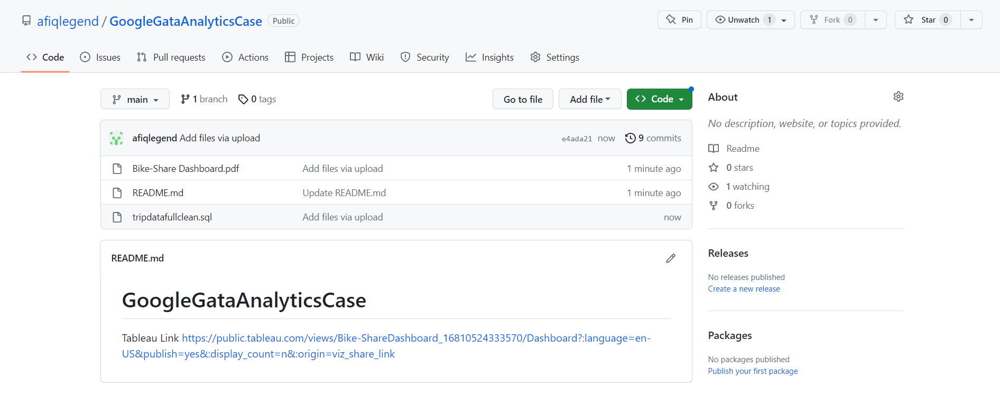 afiqlegend / GoogleGataAnalyticsCase Public
Pin Unwatch 1 Fork 0 Star 0
Code Issues Pull requests Actions Projects Wiki Security Insights Settings
main 1 branch 0 tags Go to file Add file Code
afiqlegend Add files via upload e4ada21 now 9 commits
Bike-Share Dashboard.pdf Add files via upload 1 minute ago
README.md Update README.md 1 minute ago
tripdatafullclean.sql Add files via upload now
README.md
GoogleGataAnalyticsCase
Tableau Link https://public.tableau.com/views/Bike-ShareDashboard_16810524333570/Dashboard?:language=en-
US&publish=yes&:display_count=n&:origin=viz_share_link
About
No description, website, or topics provided.
Readme
0 stars
1 watching
0 forks
Releases
No releases published
Create a new release
Packages
No packages published
Publish your first package